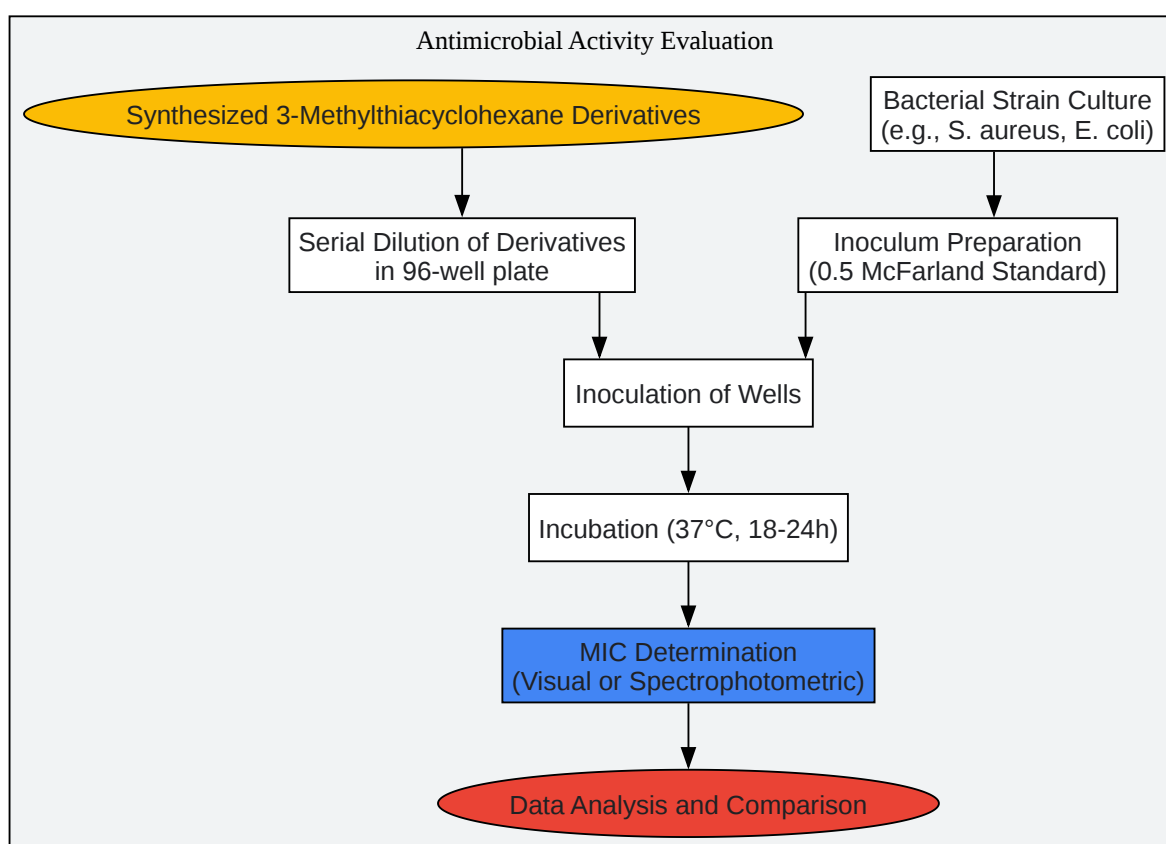 Antimicrobial Activity Evaluation
Synthesized 3-Methylthiacyclohexane Derivatives
Bacterial Strain Culture
(e.g., S. aureus, E. coli)
Serial Dilution of Derivatives
in 96-well plate
Inoculum Preparation
(0.5 McFarland Standard)
Inoculation of Wells
Incubation (37°C, 18-24h)
MIC Determination
(Visual or Spectrophotometric)
Data Analysis and Comparison